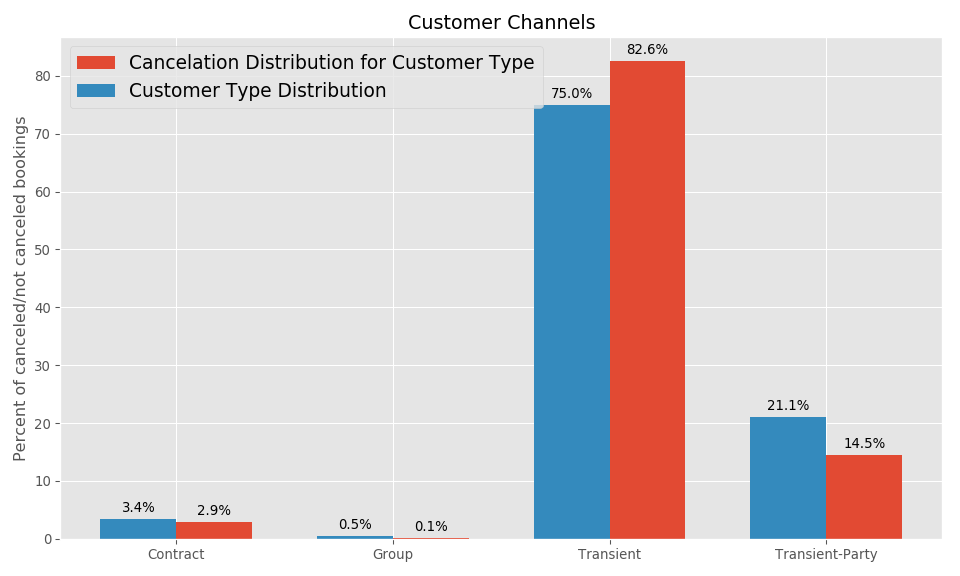 Customer Channels
Cancelation Distribution for Customer Type
Customer Type Distribution
Percent of canceled/not canceled bookings
80
70
60
50
40
30
20
10
0
3.4%
2.9%
0.5%
0.1%
75.0%
82.6%
21.1%
14.5%
Contract
Group
Transient
Transient-Party